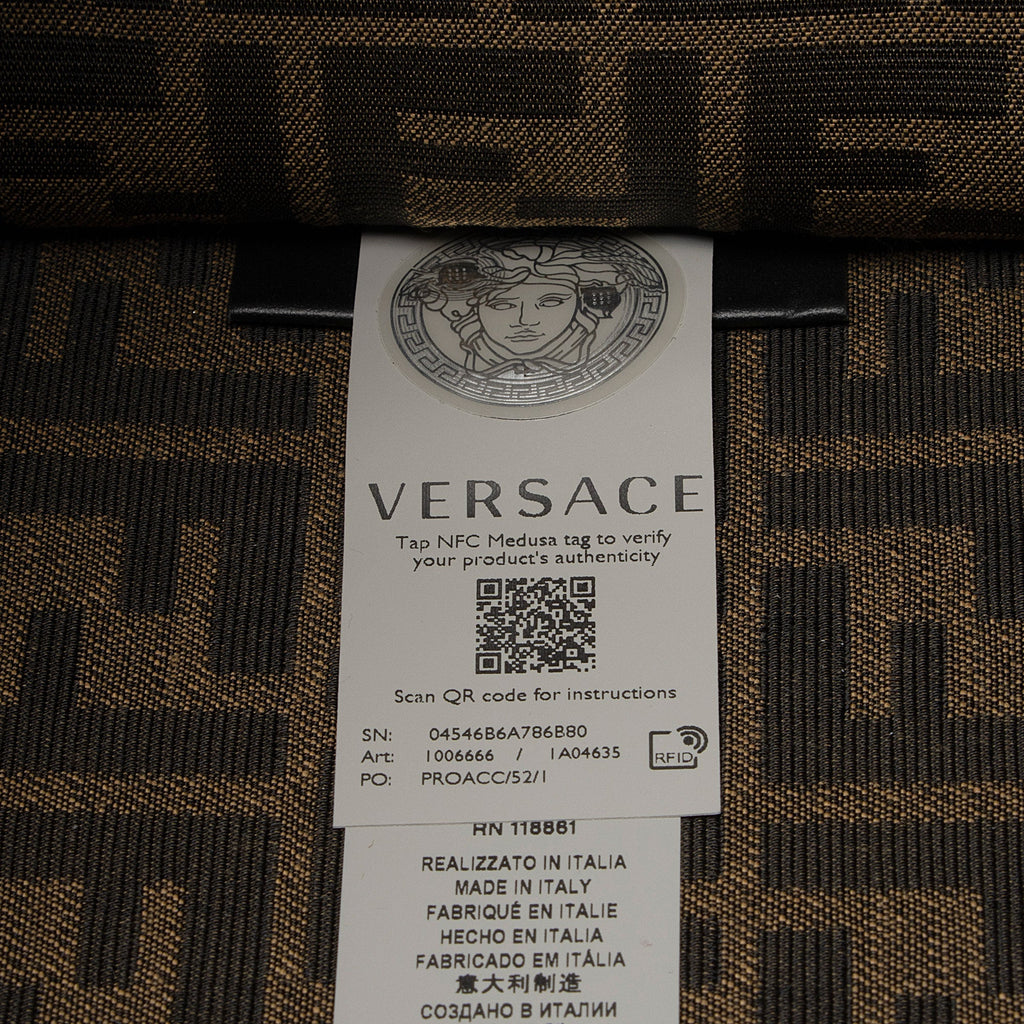 VERSACE
Tap NFC Medusa tag to verify
your product's authenticity
Scan QR code for instructions
SN: 04546B6A786B80
Art: 1006666 / 1A04635
PO: PROACC/52/1
RFID
RN 118861
REALIZZATO IN ITALIA
MADE IN ITALY
FABRIQUÉ EN ITALIE
HECHO EN ITALIA
FABRICADO EM ITÁLIA
意大利制造
СОЗДАНО В ИТАЛИИ